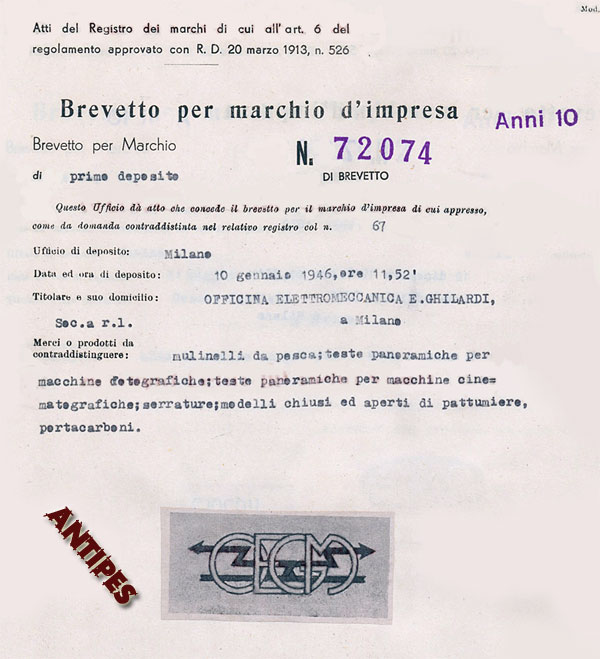 Mod.
Atti del Registro dei marchi di cui all'art. 6 del
regolamento approvato con R. D. 20 marzo 1913, n. 526
Brevetto per marchio d'impresa
Anni 10
Brevetto per Marchio
N. 72074
di primo deposito
DI BREVETTO
Questo Ufficio dà atto che concede il brevetto per il marchio d'impresa di cui appresso,
come da domanda contraddistinta nel relativo registro col n. 67
Ufficio di deposito: Milano
Data ed ora di deposito: 10 gennaio 1946, ore 11,52'
Titolare e suo domicilio: OFFICINA ELETTROMECCANICA E.GHILARDI,
Soc.a r.l. a Milano
Merci o prodotti da
contraddistinguere: mulinelli da pesca;teste panoramiche per
macchine fotografiche;teste panoramiche per macchine cine=
matografiche;serrature;modelli chiusi ed aperti di pattumiere,
portacarboni.
ANTIPES